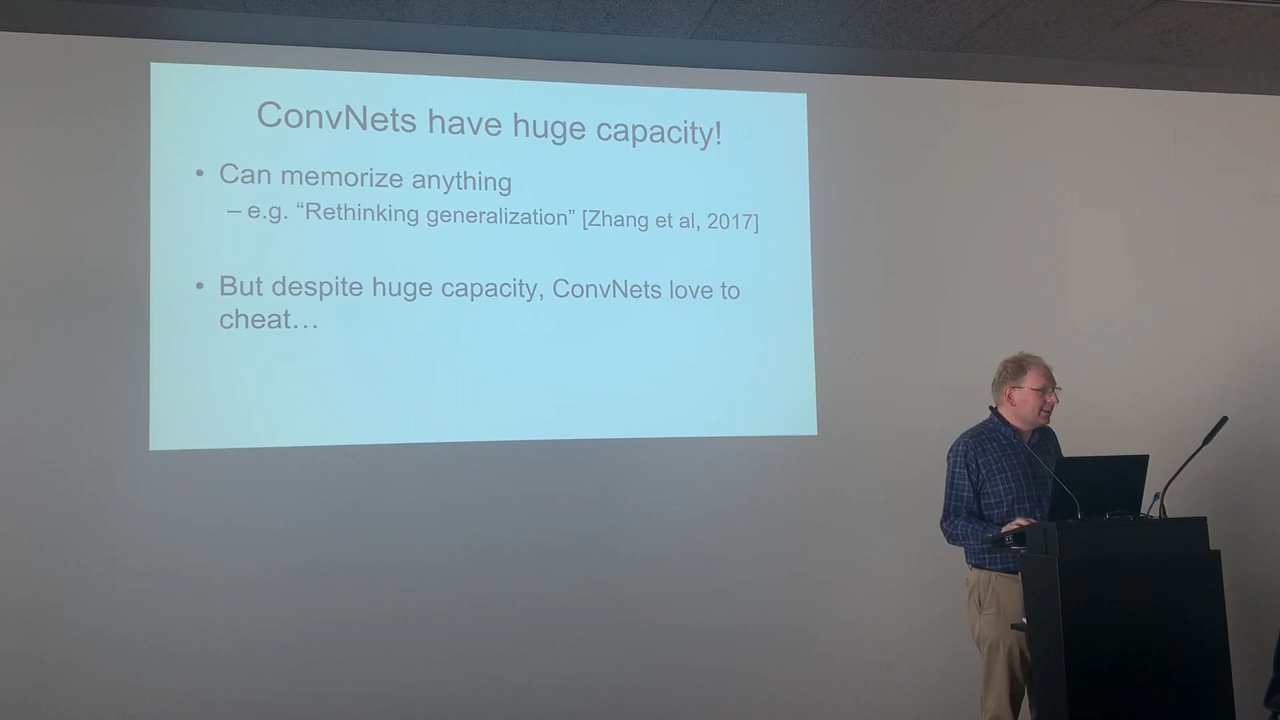 ConvNets have huge capacity!
• Can memorize anything
– e.g. “Rethinking generalization” [Zhang et al, 2017]
• But despite huge capacity, ConvNets love to
cheat…